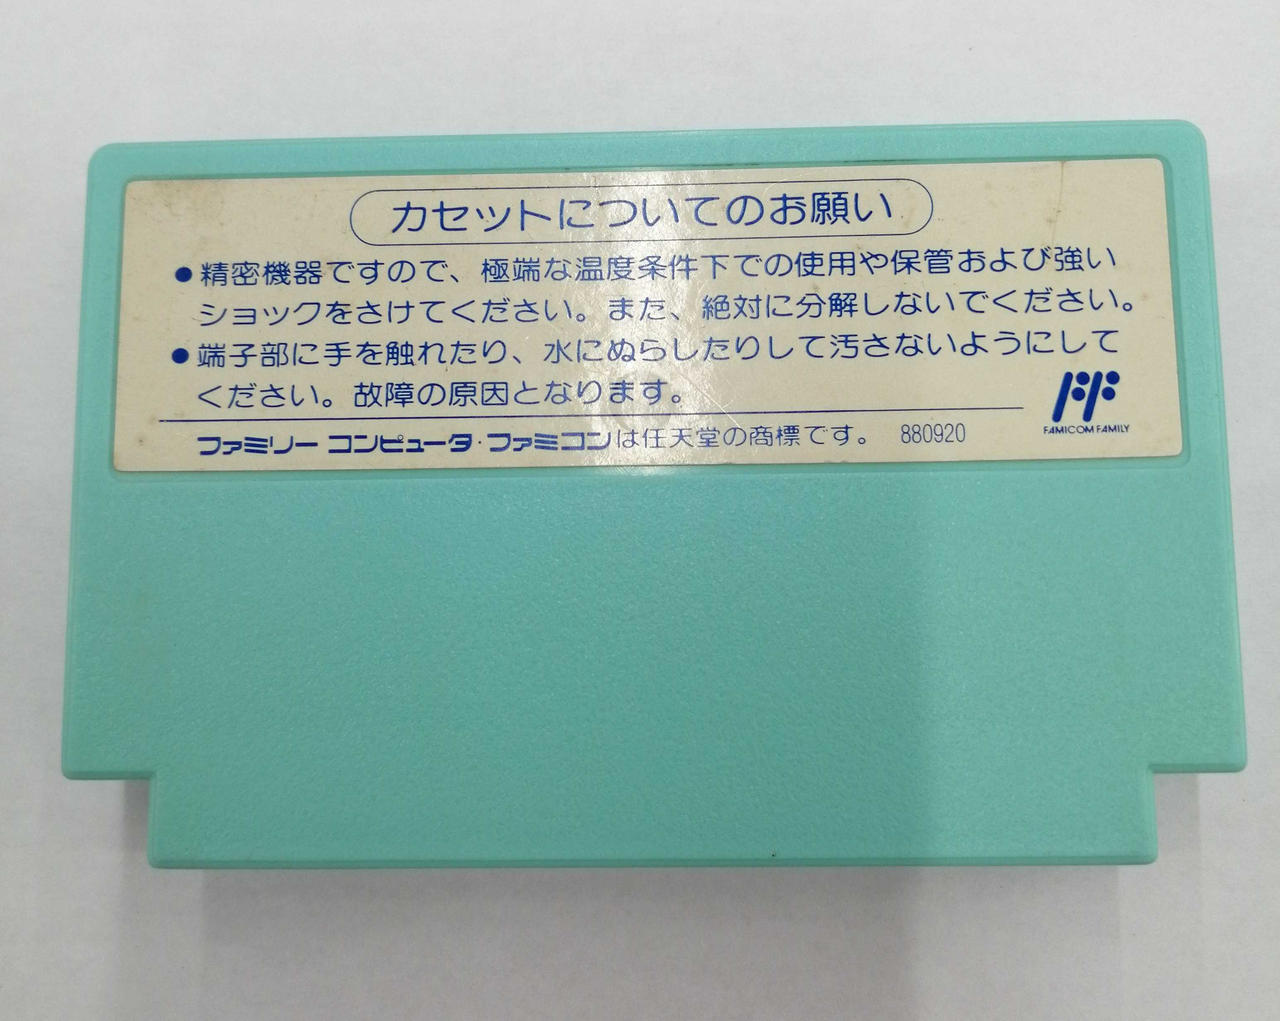 カセットについてのお願い
●精密機器ですので、極端な温度条件下での使用や保管および強い
ショックをさけてください。また、絶対に分解しないでください。
●端子部に手を触れたり、水にぬらしたりして汚さないようにして
ください。故障の原因となります。
FAMICOM FAMILY
ファミリー コンピュータ・ファミコンは任天堂の商標です。 880920